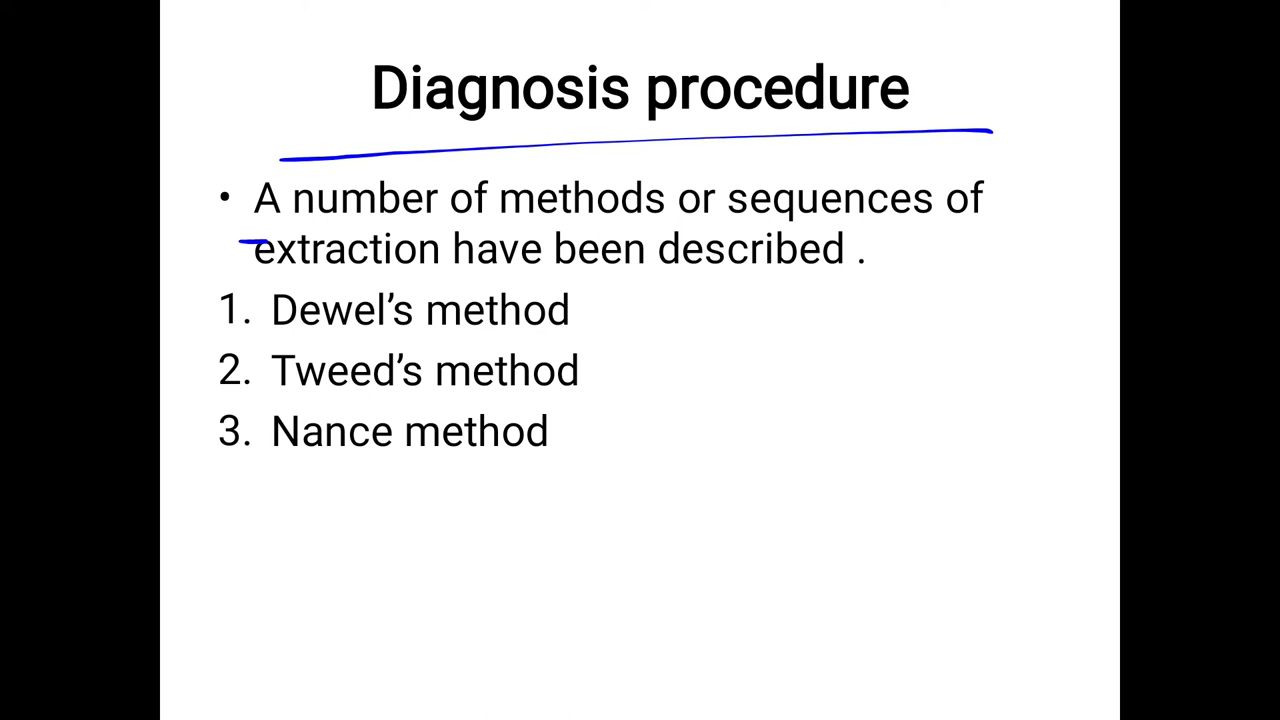 Diagnosis procedure
• A number of methods or sequences of
extraction have been described .
1. Dewel’s method
2. Tweed’s method
3. Nance method